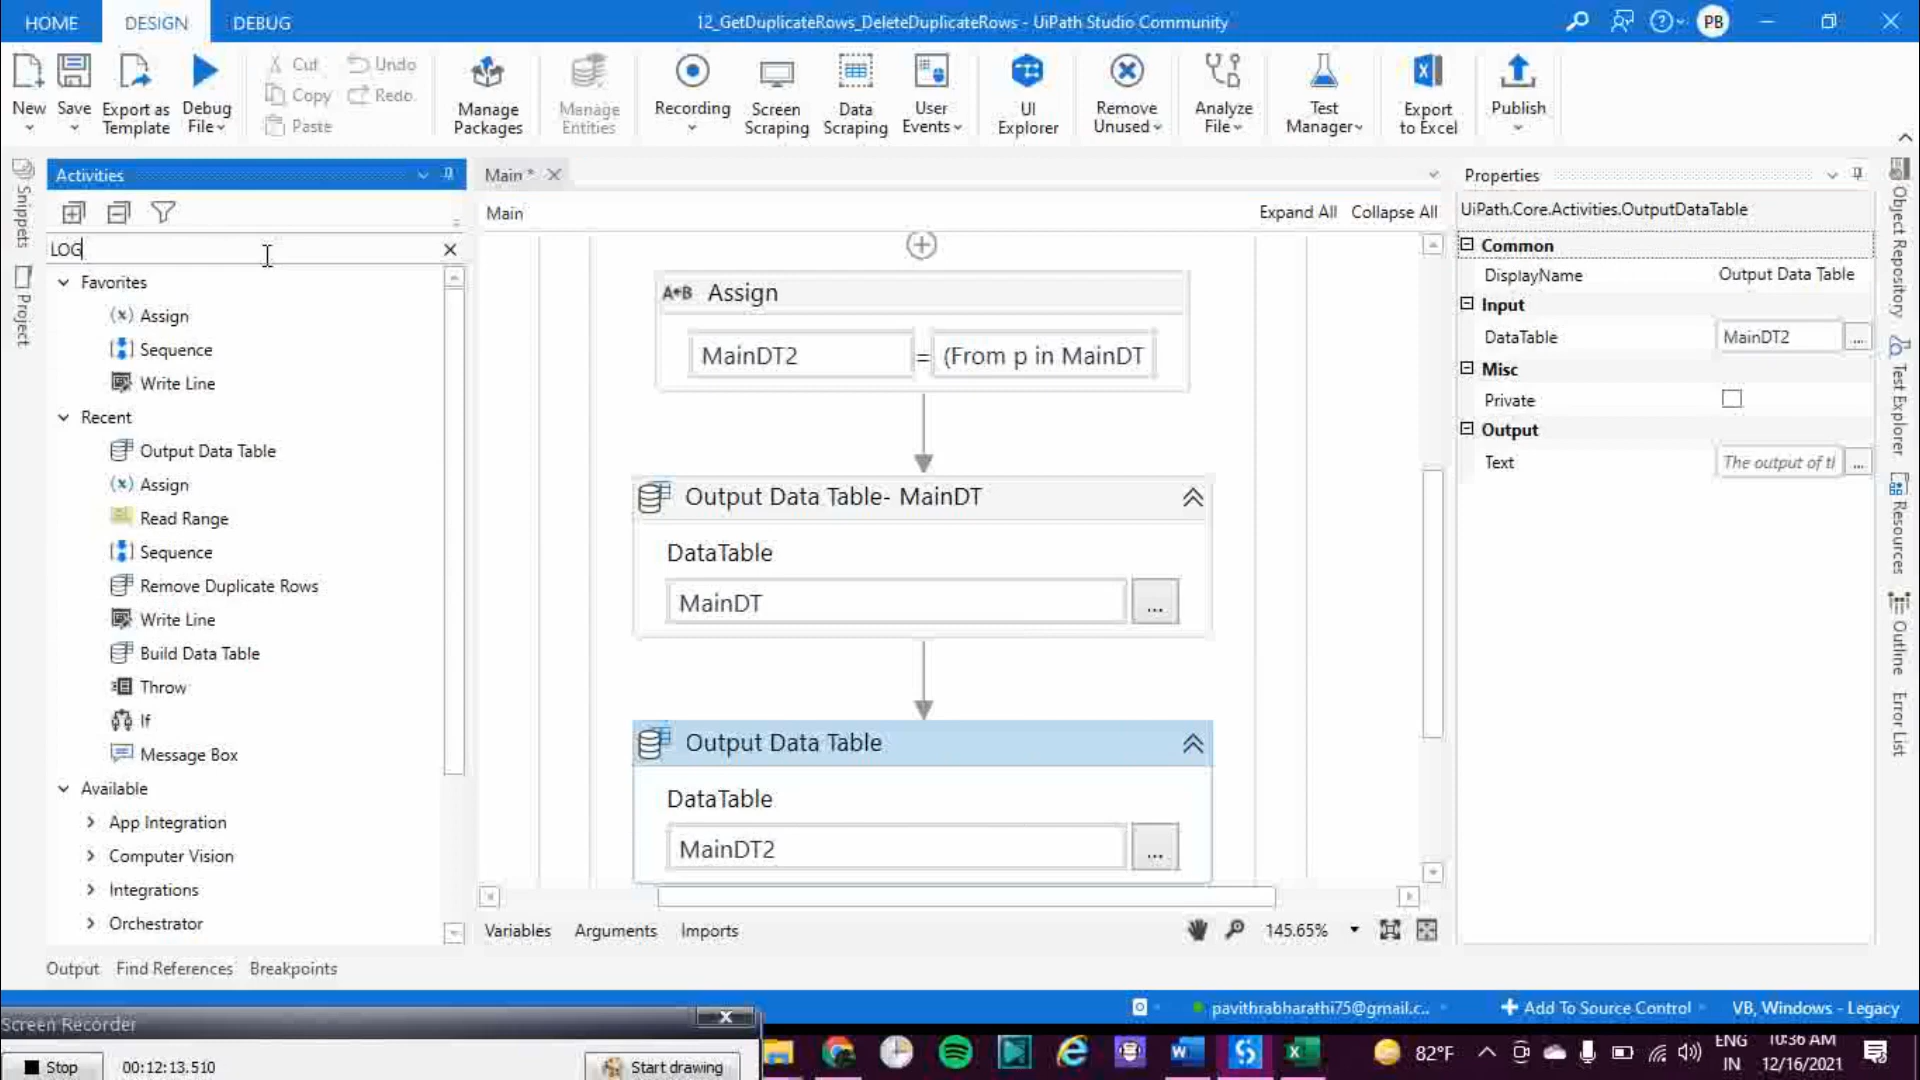 HOME DESIGN DEBUG
12_GetDuplicateRows_DeleteDuplicateRows - UiPath Studio Community
PB
New
Save
Export as
Template
Debug
File
Cut
Copy
Paste
Undo
Redo
Manage
Packages
Manage
Entities
Recording
Screen
Scraping
Data
Scraping
User
Events
UI
Explorer
Remove
Unused
Analyze
File
Test
Manager
Export
to Excel
Publish
Snippets
Project
Activities
LOG
Favorites
Assign
Sequence
Write Line
Recent
Output Data Table
Assign
Read Range
Sequence
Remove Duplicate Rows
Write Line
Build Data Table
Throw
If
Message Box
Available
App Integration
Computer Vision
Integrations
Orchestrator
Main *
Main
Expand All Collapse All
A+B Assign
MainDT2 = (From p in MainDT
Output Data Table- MainDT
DataTable
MainDT
...
Output Data Table
DataTable
MainDT2
...
Variables Arguments Imports
145.65%
Properties
UiPath.Core.Activities.OutputDataTable
Common
DisplayName Output Data Table
Input
DataTable MainDT2 ...
Misc
Private
Output
Text The output of tl ...
Object Repository
Test Explorer
Resources
Outline
Error List
Output Find References Breakpoints
pavithrabharathi75@gmail.c..
Add To Source Control
VB, Windows - Legacy
Screen Recorder
Stop
00:12:13.510
Start drawing
82°F
ENG
IN
10:36 AM
12/16/2021